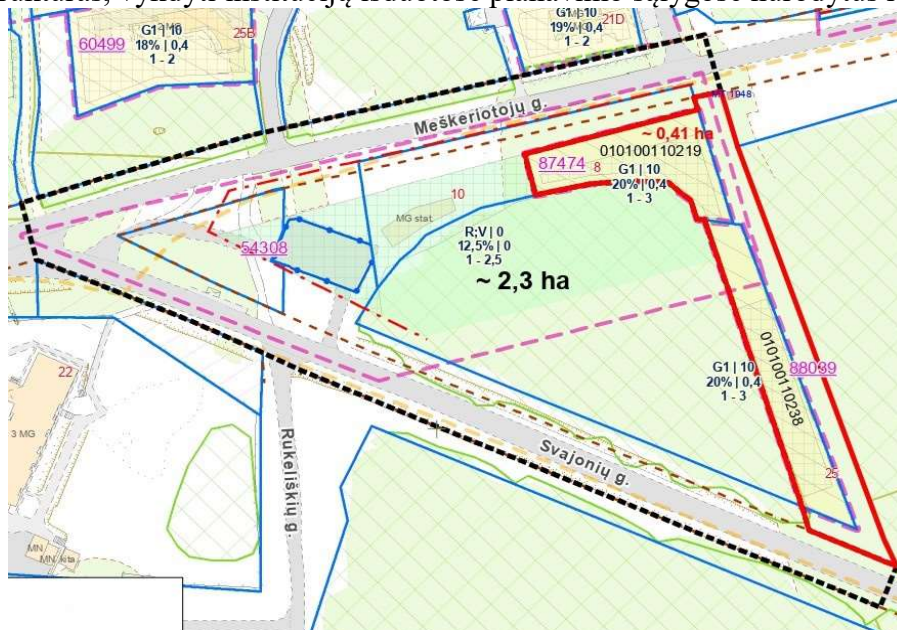 60499
G1 | 10
18% | 0,4
1 - 2
25B
G1 | 10
19% | 0,4
1 - 2
21D
Meškeriotojų g.
1948
~ 0,41 ha
010100110219
87474
8
G1 | 10
20% | 0,4
1 - 3
10
MG stat.
54308
R;V | 0
12,5% | 0
1 - 2,5
~ 2,3 ha
22
3 MG
G1 | 10
20% | 0,4
1 - 3
88039
010100110238
25
Svajonių g.
Rukeliškių g.
MN
MN kita